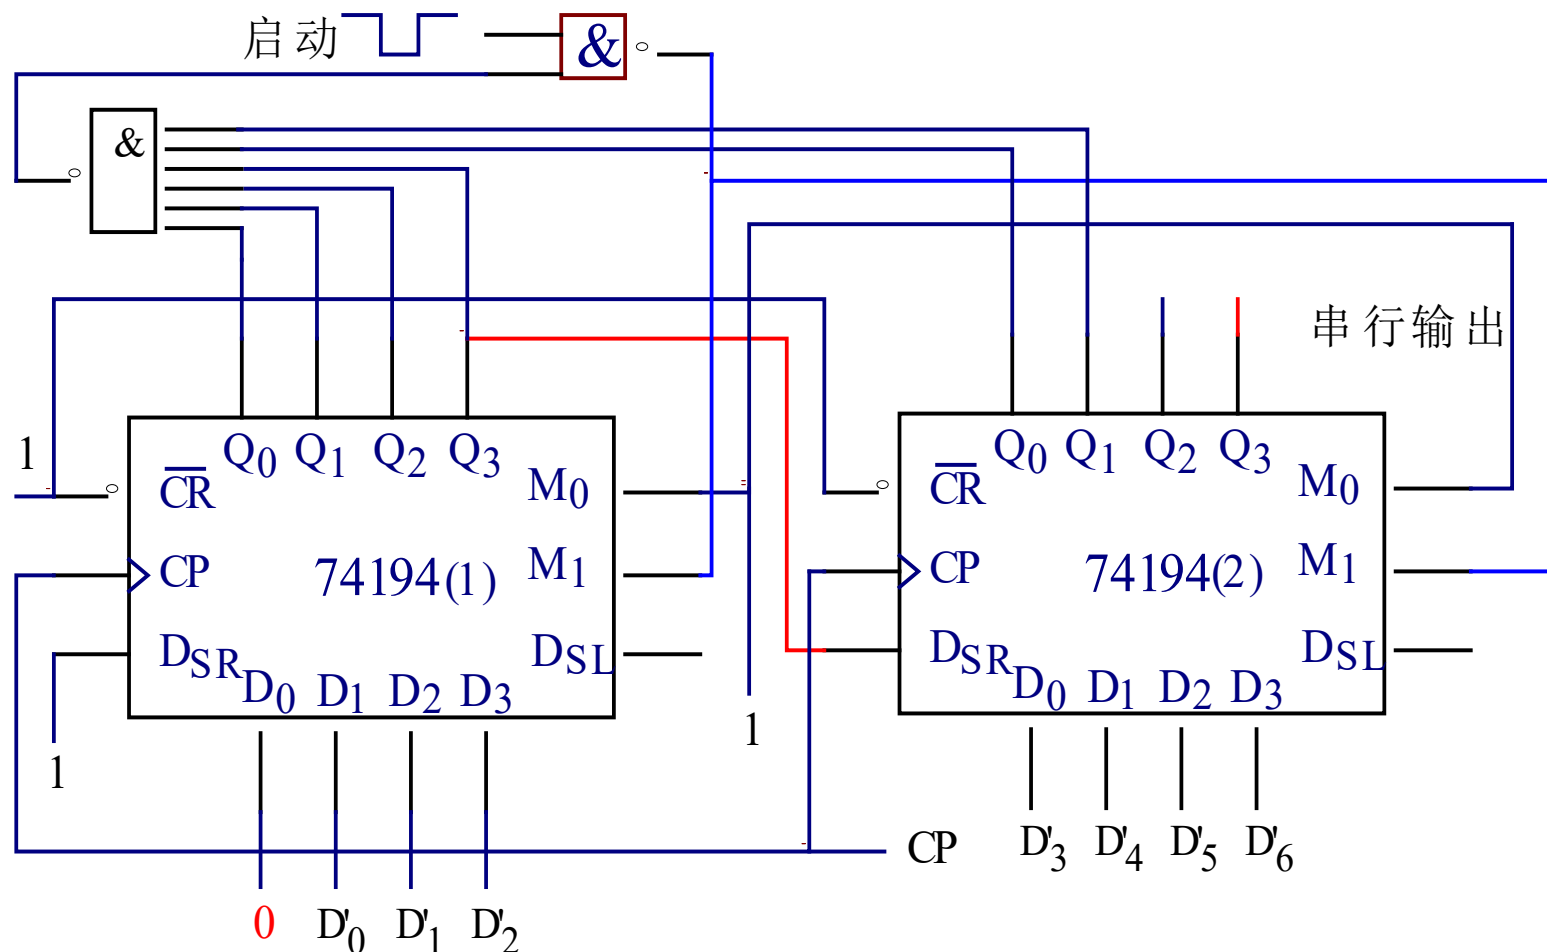 启动 &
&
串行输出
1
Q0 Q1 Q2 Q3
CR M0
CP 74194(1) M1
DSR DSL
D0 D1 D2 D3
1
0 D'0 D'1 D'2
1
Q0 Q1 Q2 Q3
CR M0
CP 74194(2) M1
DSR DSL
D0 D1 D2 D3
CP D'3 D'4 D'5 D'6